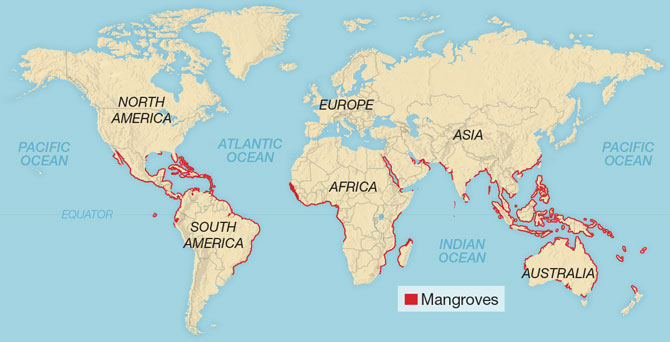 NORTH
AMERICA
EUROPE
ASIA
PACIFIC
OCEAN
ATLANTIC
OCEAN
PACIFIC
OCEAN
AFRICA
EQUATOR
SOUTH
AMERICA
INDIAN
OCEAN
AUSTRALIA
Mangroves